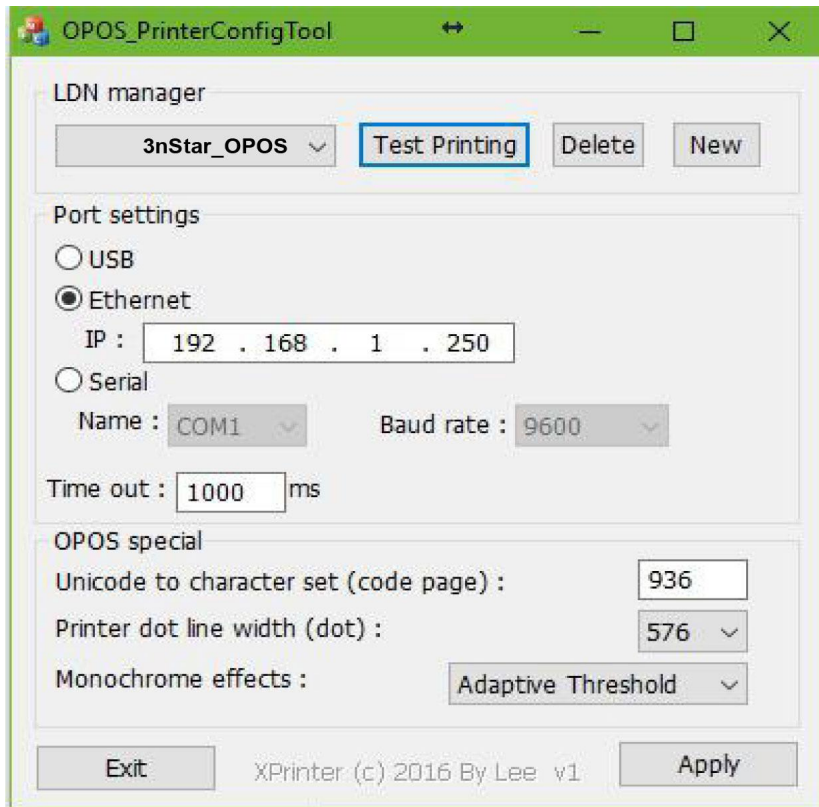 OPOS_PrinterConfigTool
LDN manager
3nStar_OPOS Test Printing Delete New
Port settings
USB
Ethernet
IP : 192 . 168 . 1 . 250
Serial
Name : COM1 Baud rate : 9600
Time out : 1000 ms
OPOS special
Unicode to character set (code page) : 936
Printer dot line width (dot) : 576
Monochrome effects : Adaptive Threshold
Exit XPrinter (c) 2016 By Lee v1 Apply